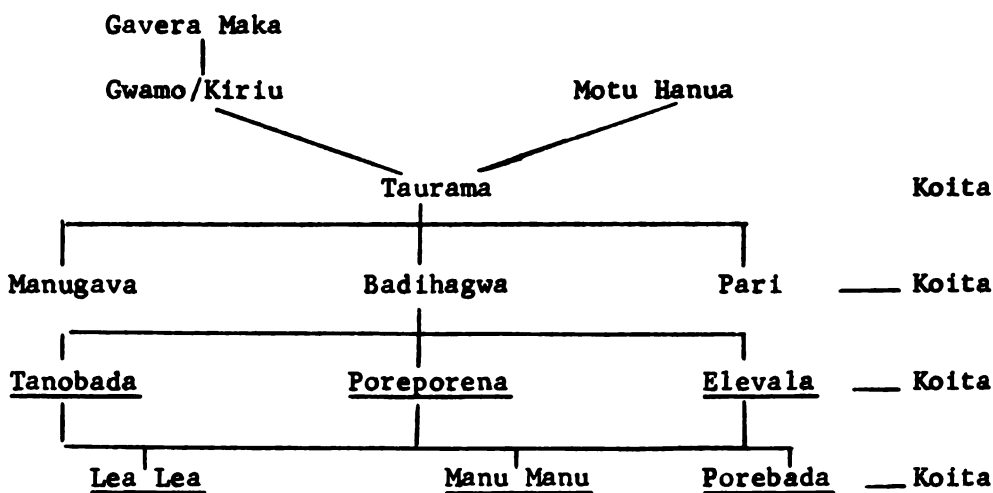 Gavera Maka
Gwamo/Kiriu Motu Hanua
Taurama Koita
Manugava Badihagwa Pari Koita
Tanobada Poreporena Elevala Koita
Lea Lea Manu Manu Porebada Koita